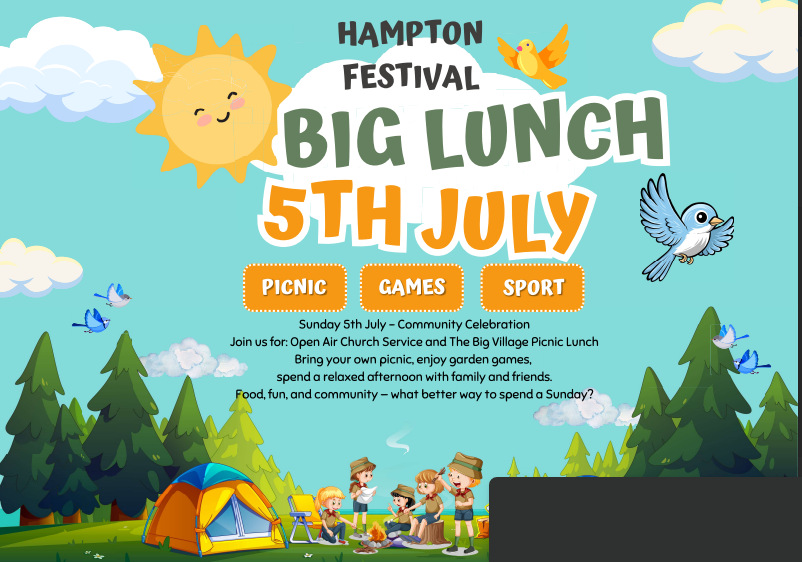 HAMPTON
FESTIVAL
BIG LUNCH
5TH JULY
PICNIC GAMES SPORT
Sunday 5th July – Community Celebration
Join us for: Open Air Church Service and The Big Village Picnic Lunch
Bring your own picnic, enjoy garden games,
spend a relaxed afternoon with family and friends.
Food, fun, and community – what better way to spend a Sunday?